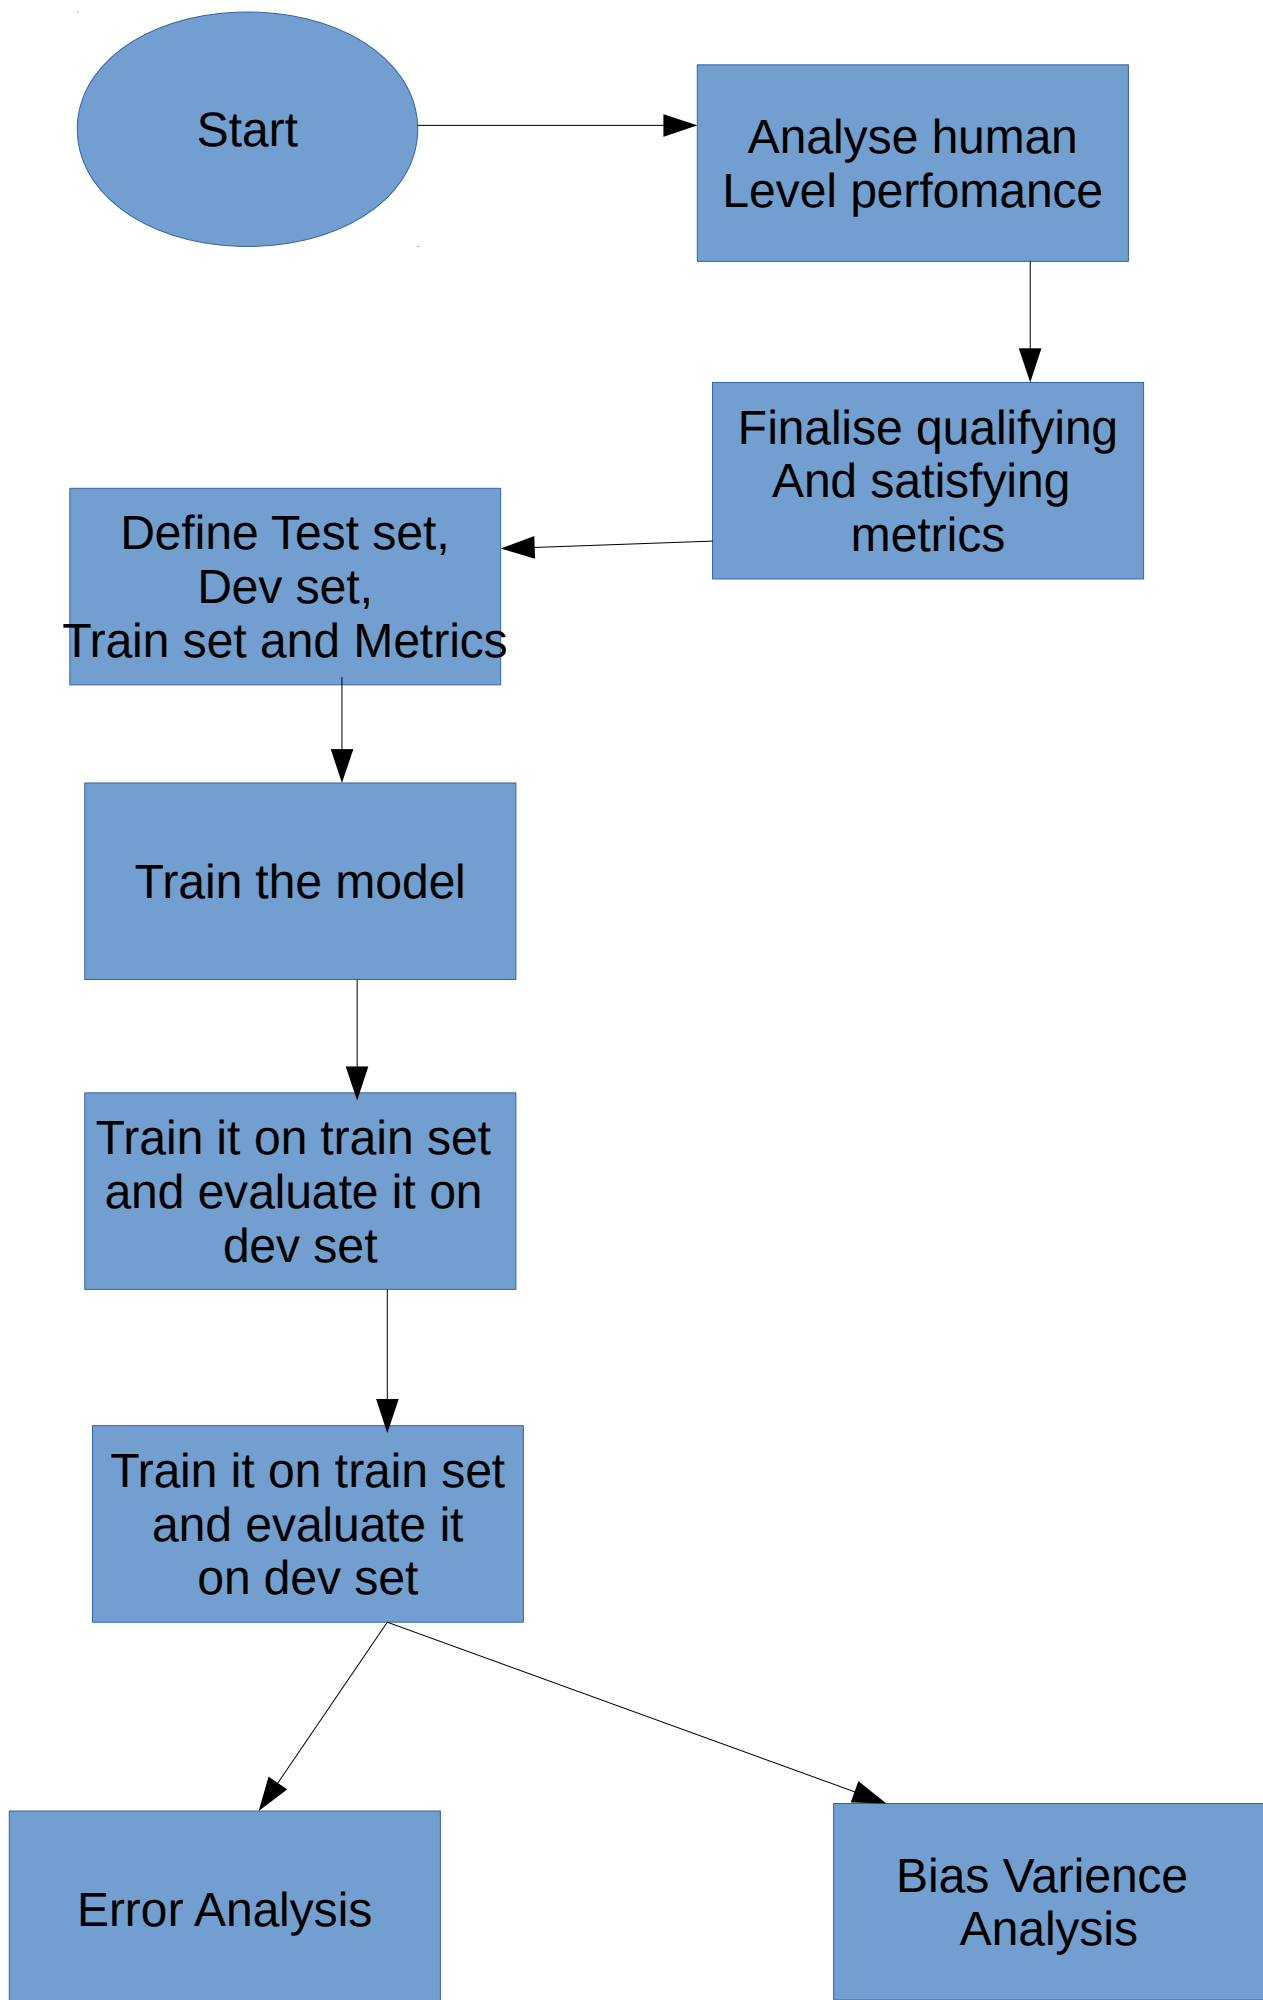 Start
Analyse human
Level perfomance
Finalise qualifying
And satisfying
metrics
Define Test set,
Dev set,
Train set and Metrics
Train the model
Train it on train set
and evaluate it on
dev set
Train it on train set
and evaluate it
on dev set
Error Analysis
Bias Varience
Analysis